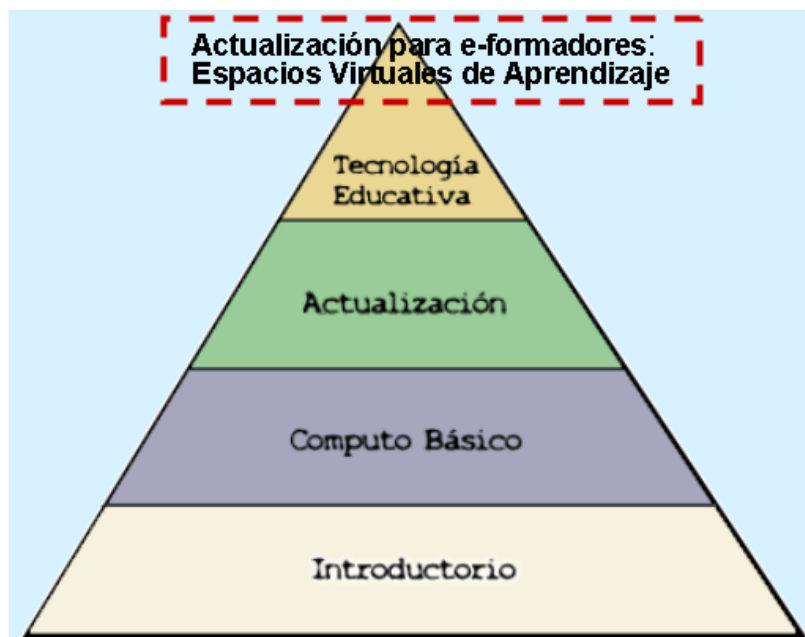 Actualización para e-formadores:
Espacios Virtuales de Aprendizaje
Tecnología
Educativa
Actualización
Computo Básico
Introductorio